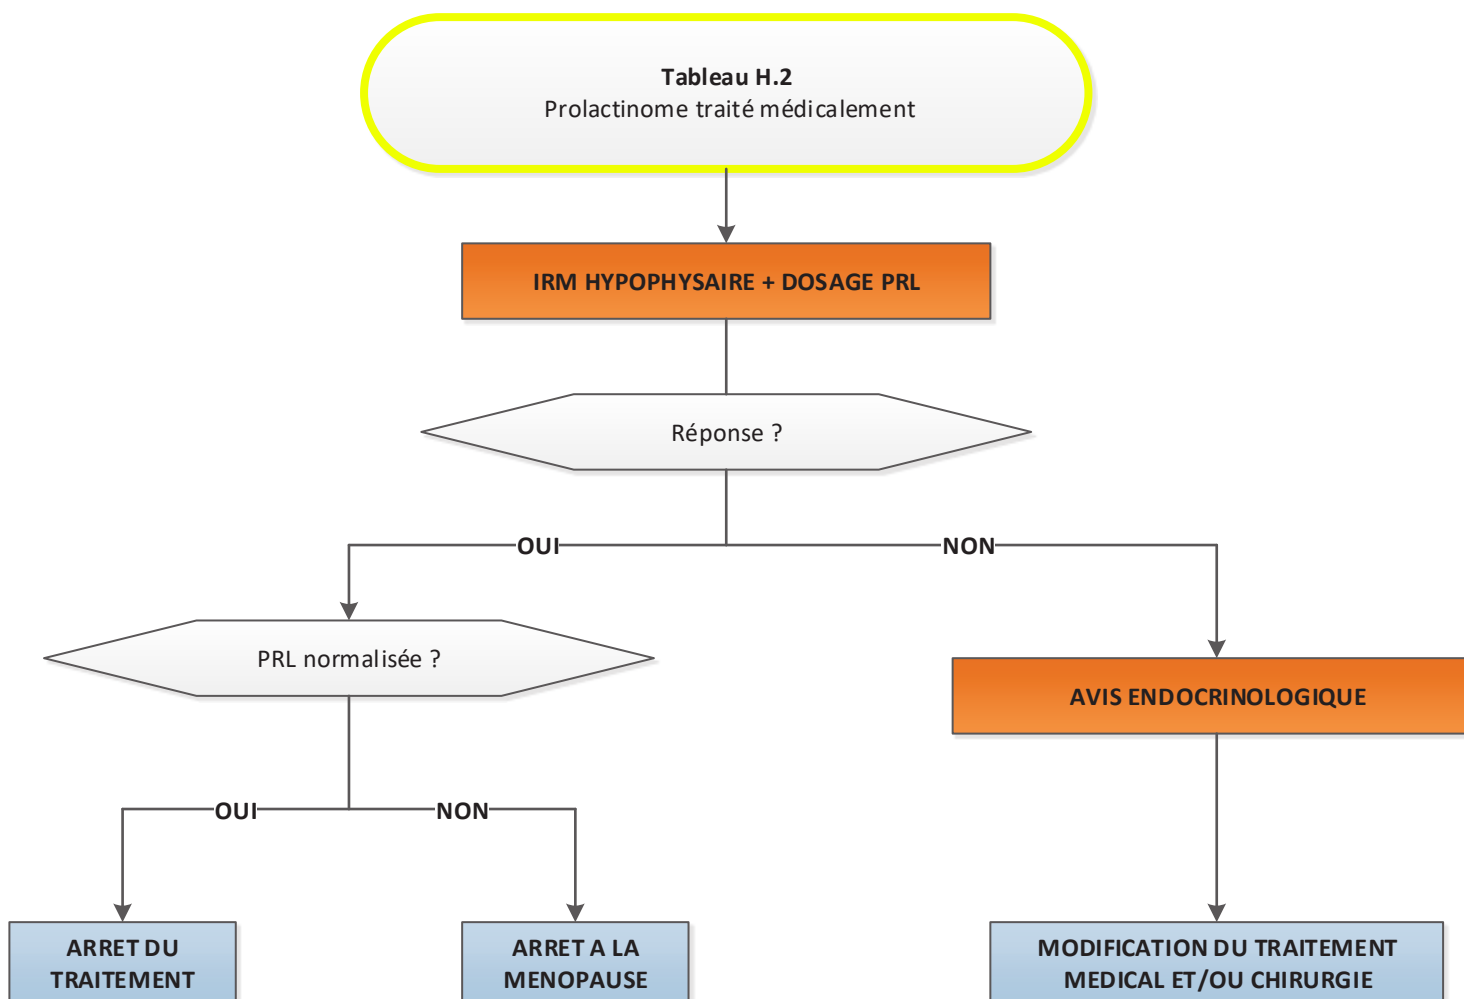 Tableau H.2
Prolactinome traité médicalement
IRM HYPOPHYSAIRE + DOSAGE PRL
Réponse ?
OUI
NON
PRL normalisée ?
AVIS ENDOCRINOLOGIQUE
OUI
NON
ARRET DU
TRAITEMENT
ARRET A LA
MENOPAUSE
MODIFICATION DU TRAITEMENT
MEDICAL ET/OU CHIRURGIE